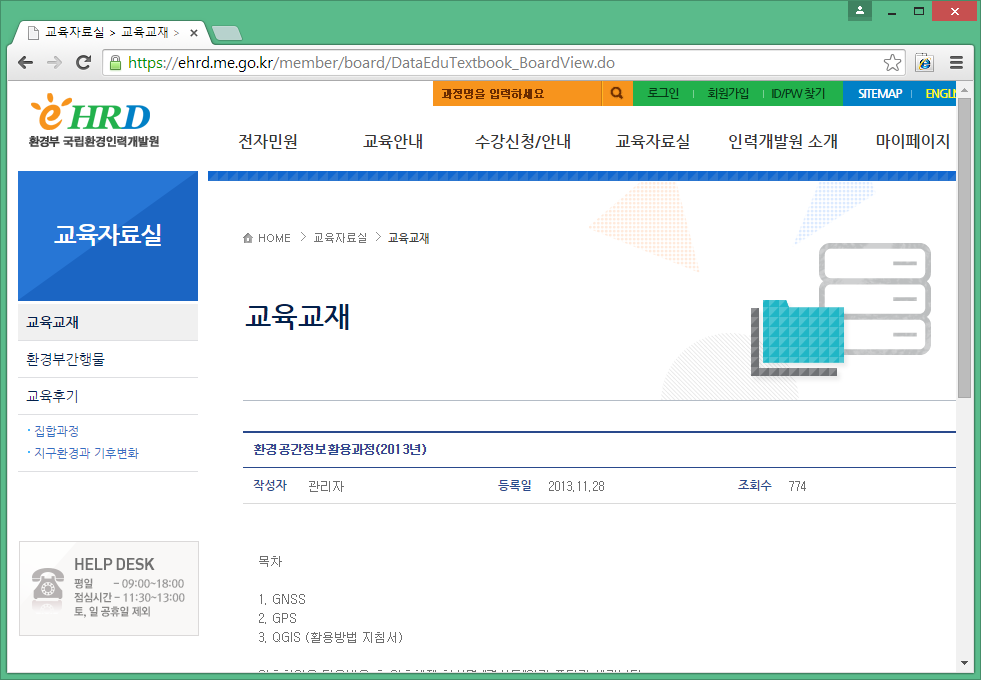 교육자료실 > 교육교재 >
https://ehrd.me.go.kr/member/board/DataEduTextbook_BoardView.do
과정명을 입력하세요
로그인 회원가입 ID/PW 찾기 SITEMAP
eHRD
환경부 국립환경인력개발원
전자민원 교육안내 수강신청/안내 교육자료실 인력개발원 소개 마이페이지
교육자료실
HOME > 교육자료실 > 교육교재
교육교재
교육교재
환경부간행물
교육후기
· 집합과정
· 지구환경과 기후변화
HELP DESK
평일 - 09:00~18:00
점심시간 - 11:30~13:00
토, 일 공휴일 제외
환경 공간정보 활용과정(2013년)
작성자 관리자 등록일 2013.11.28 조회수 774
목차
1. GNSS
2. GPS
3. QGIS (활용방법 지침서)